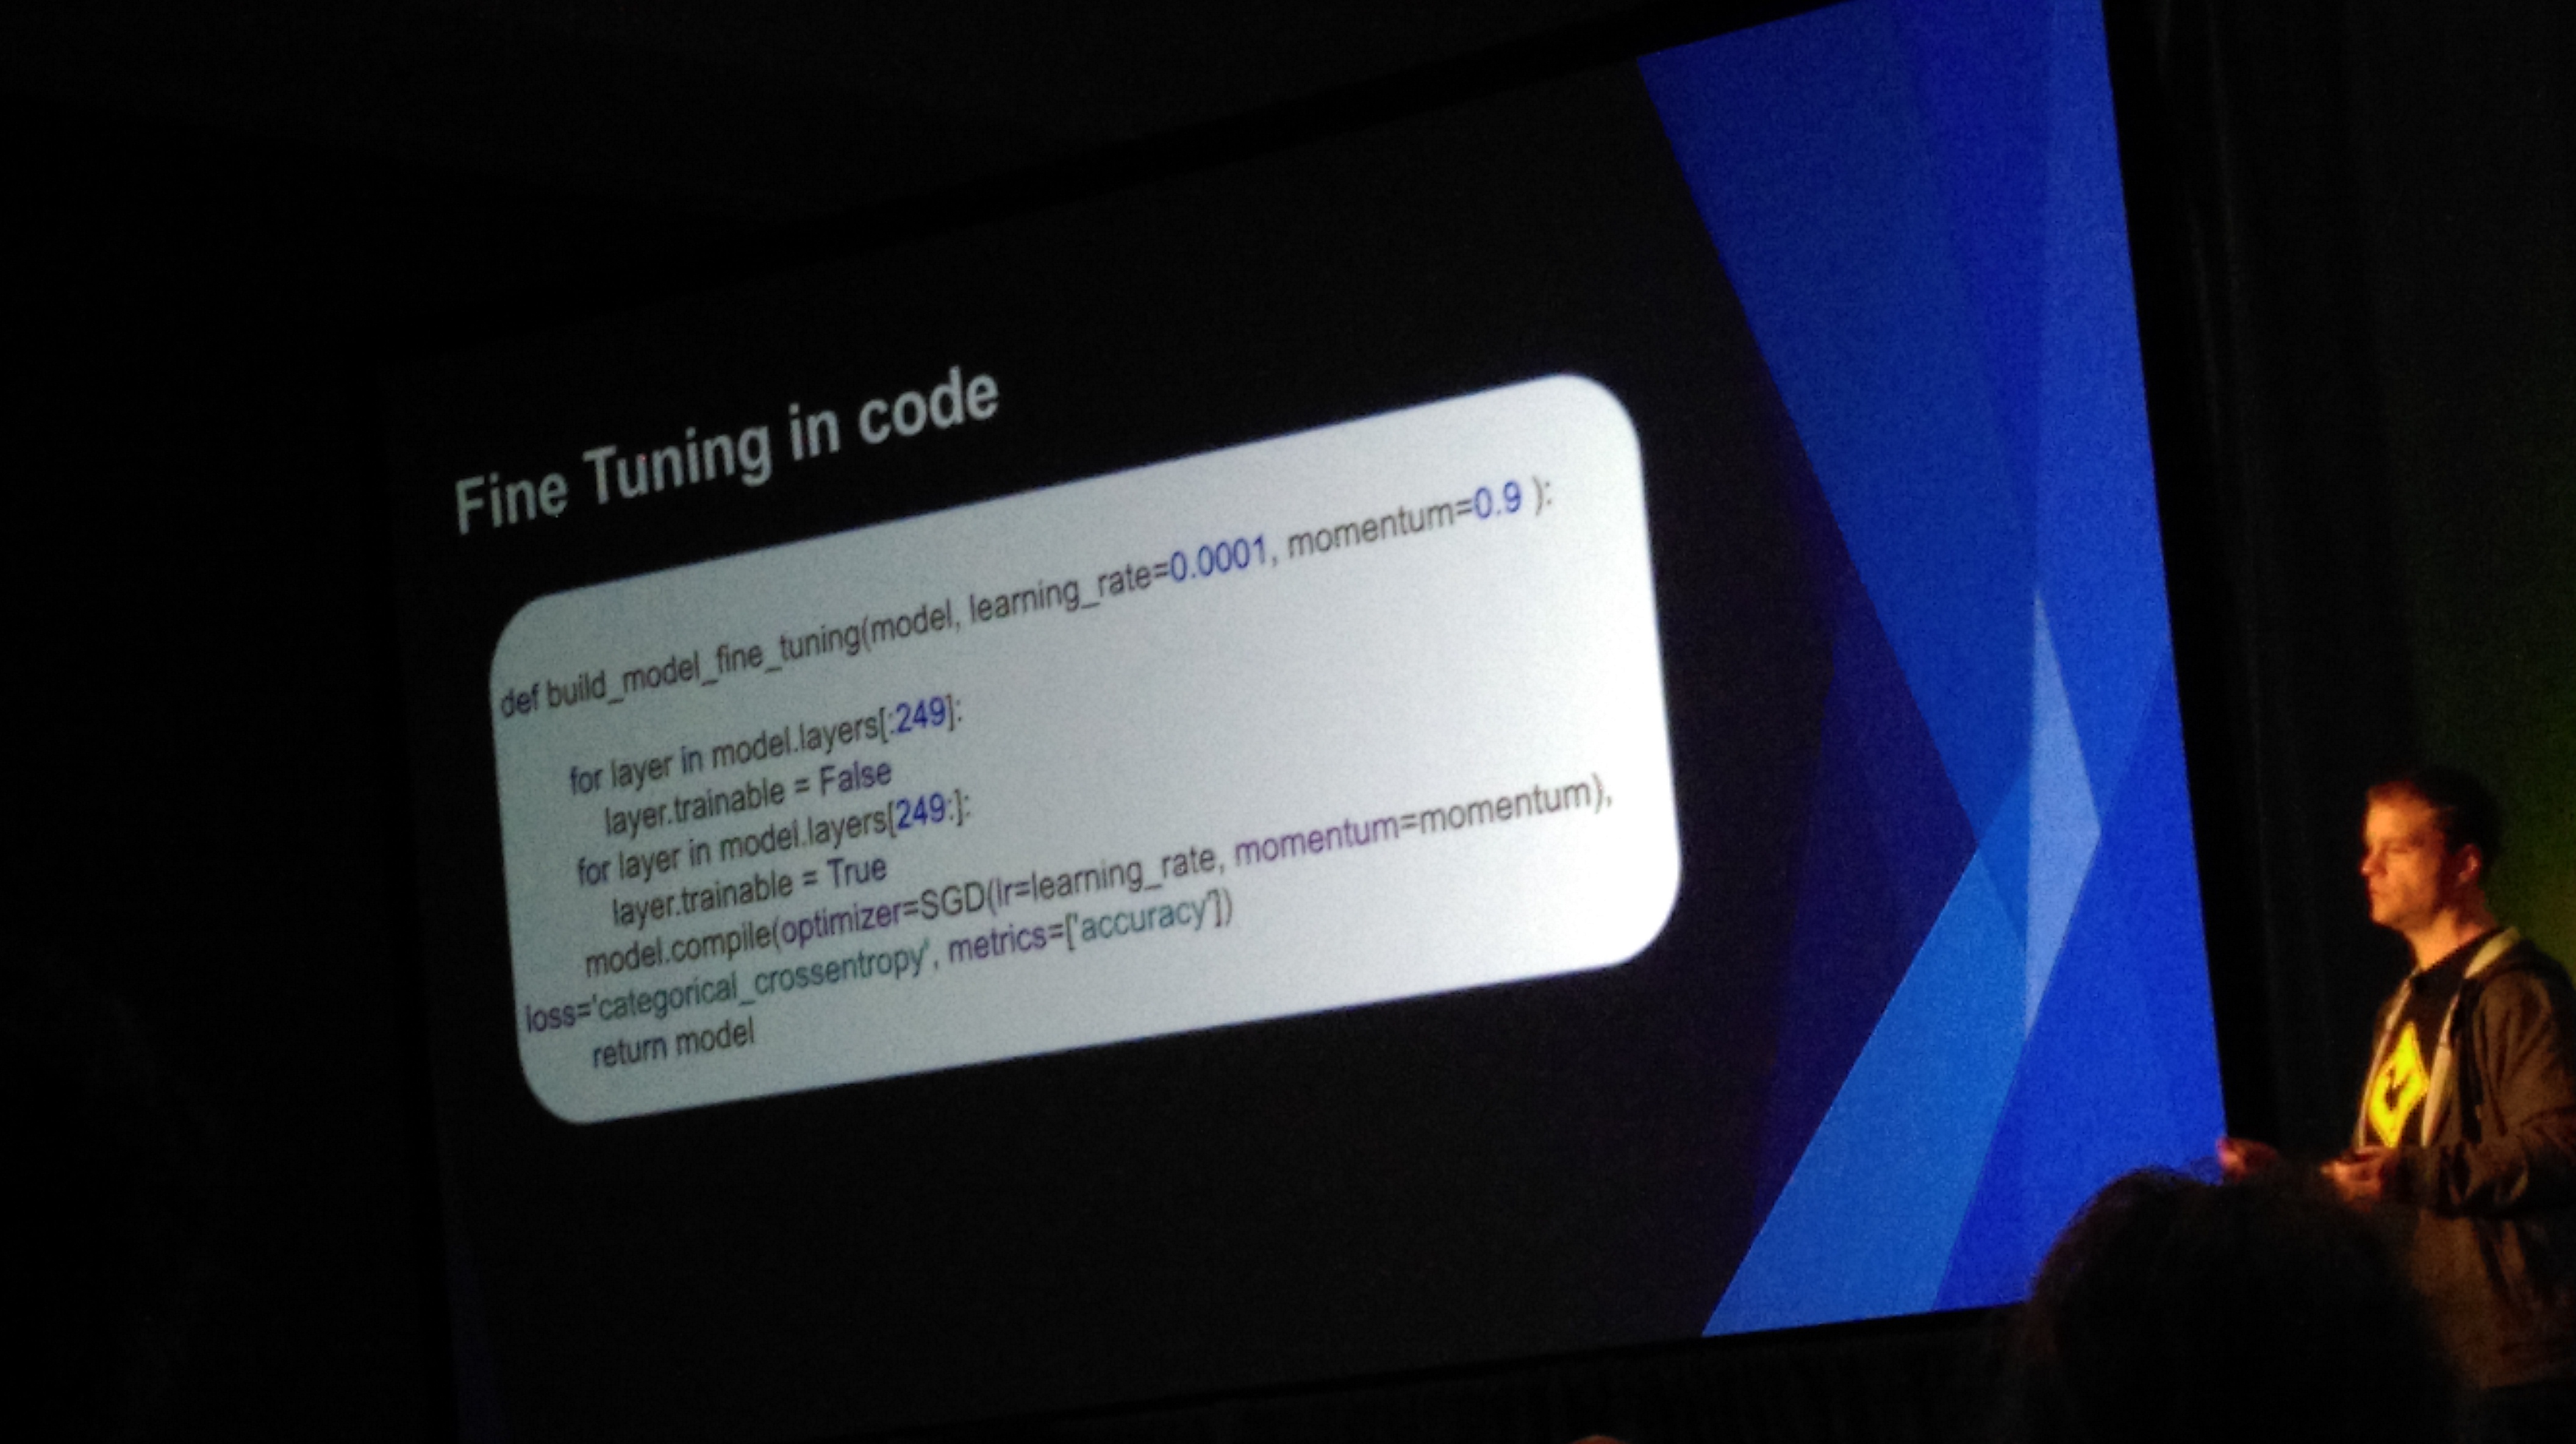 Fine Tuning in code
def build_model_fine_tuning(model, learning_rate=0.0001, momentum=0.9 ):
for layer in model.layers[:249]:
layer.trainable = False
for layer in model.layers[249:]:
layer.trainable = True
model.compile(optimizer=SGD(lr=learning_rate, momentum=momentum),
loss='categorical_crossentropy', metrics=['accuracy'])
return model